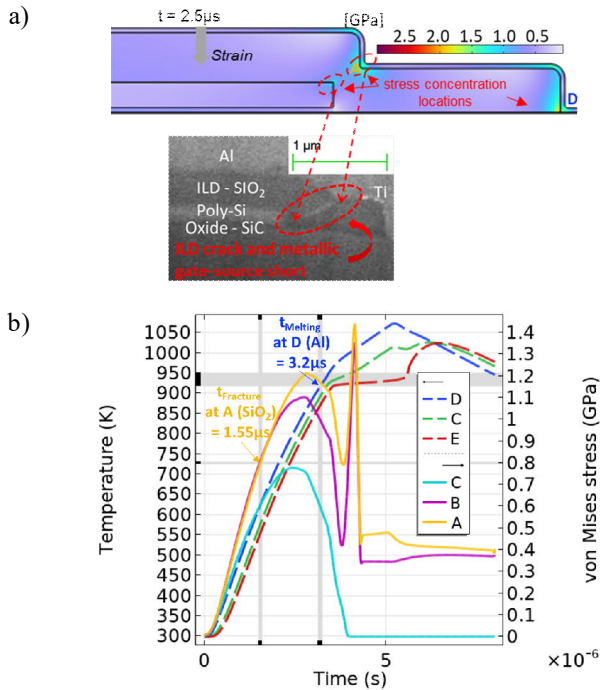 a)
t = 2.5µs
[GPa]
2.5 2.0 1.5 1.0 0.5
Strain
stress concentration
locations
D
1 µm
Al
ILD - SIO2
Ti
Poly-Si
Oxide - SiC
ILD crack and metallic
gate-source short
b)
tMelting
at D (Al)
= 3.2µs
tFracture
at A (SiO2)
= 1.55µs
Temperature (K)
1050
1000
950
900
850
800
750
700
650
600
550
500
450
400
350
300
D
C
E
C
B
A
1.4
1.3
1.2
1.1
1
0.9
0.8
0.7
0.6
0.5
0.4
0.3
0.2
0.1
0
von Mises stress (GPa)
0 5
×10⁻⁶
Time (s)